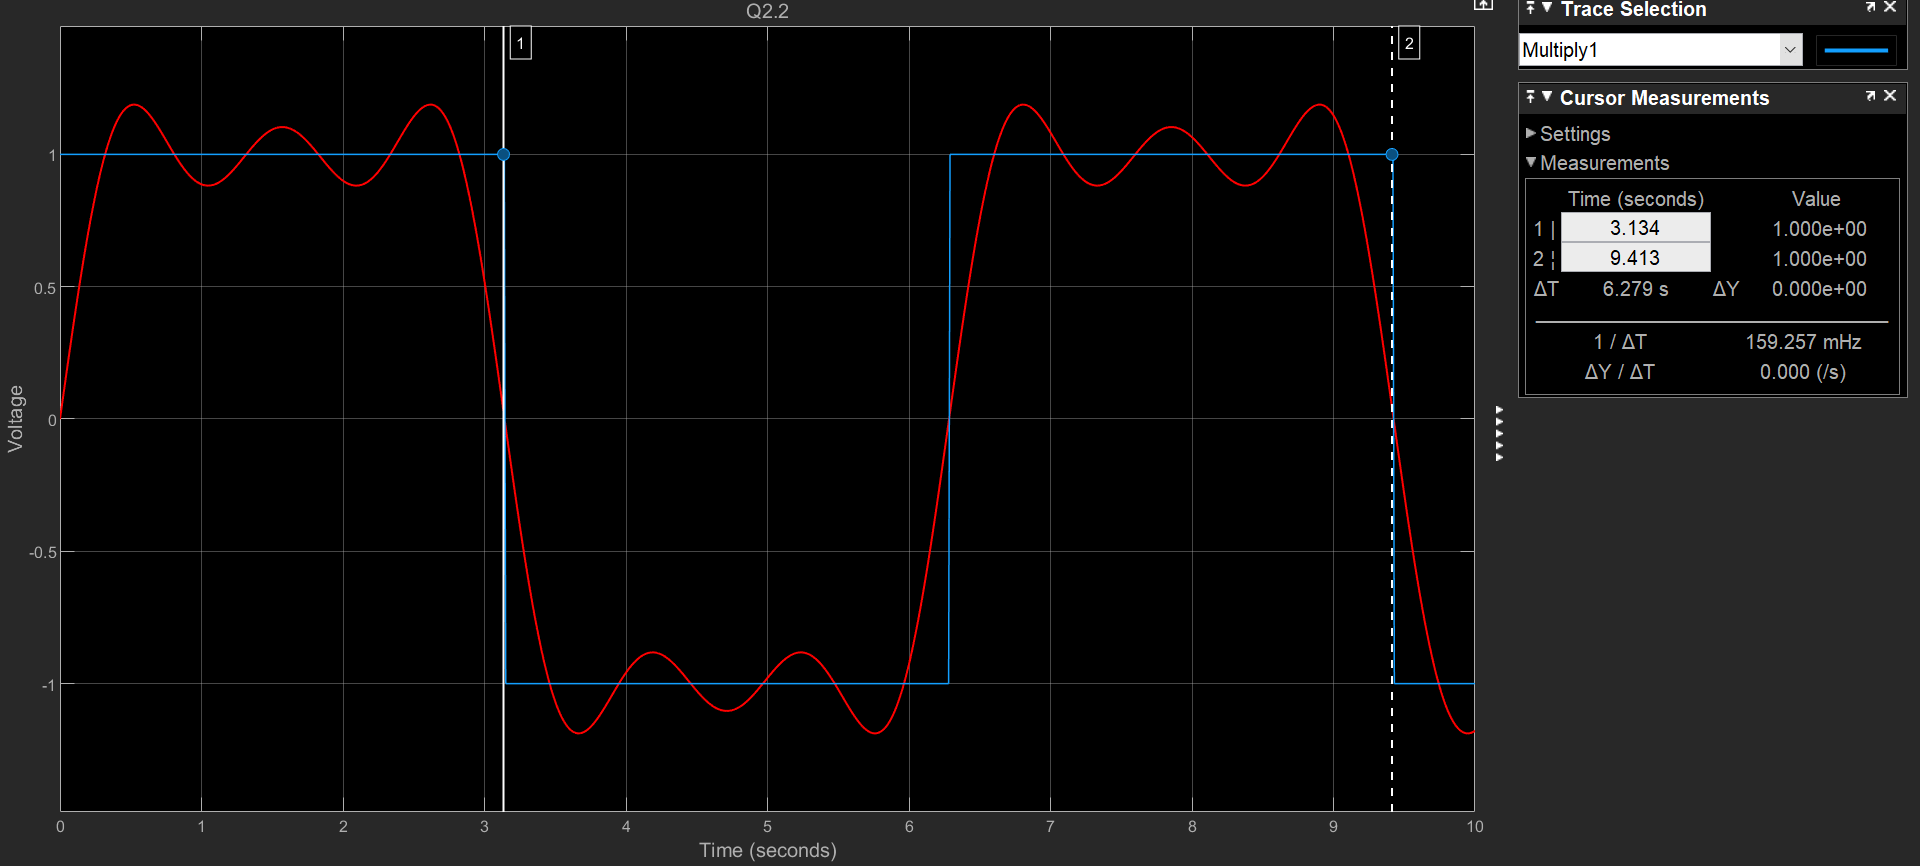 Q2.2
1
2
1
0.5
0
-0.5
-1
Voltage
0 1 2 3 4 5 6 7 8 9 10
Time (seconds)
Trace Selection
Multiply1
Cursor Measurements
Settings
Measurements
Time (seconds) Value
1 | 3.134 1.000e+00
2 ¦ 9.413 1.000e+00
ΔT 6.279 s ΔY 0.000e+00
1 / ΔT 159.257 mHz
ΔY / ΔT 0.000 (/s)